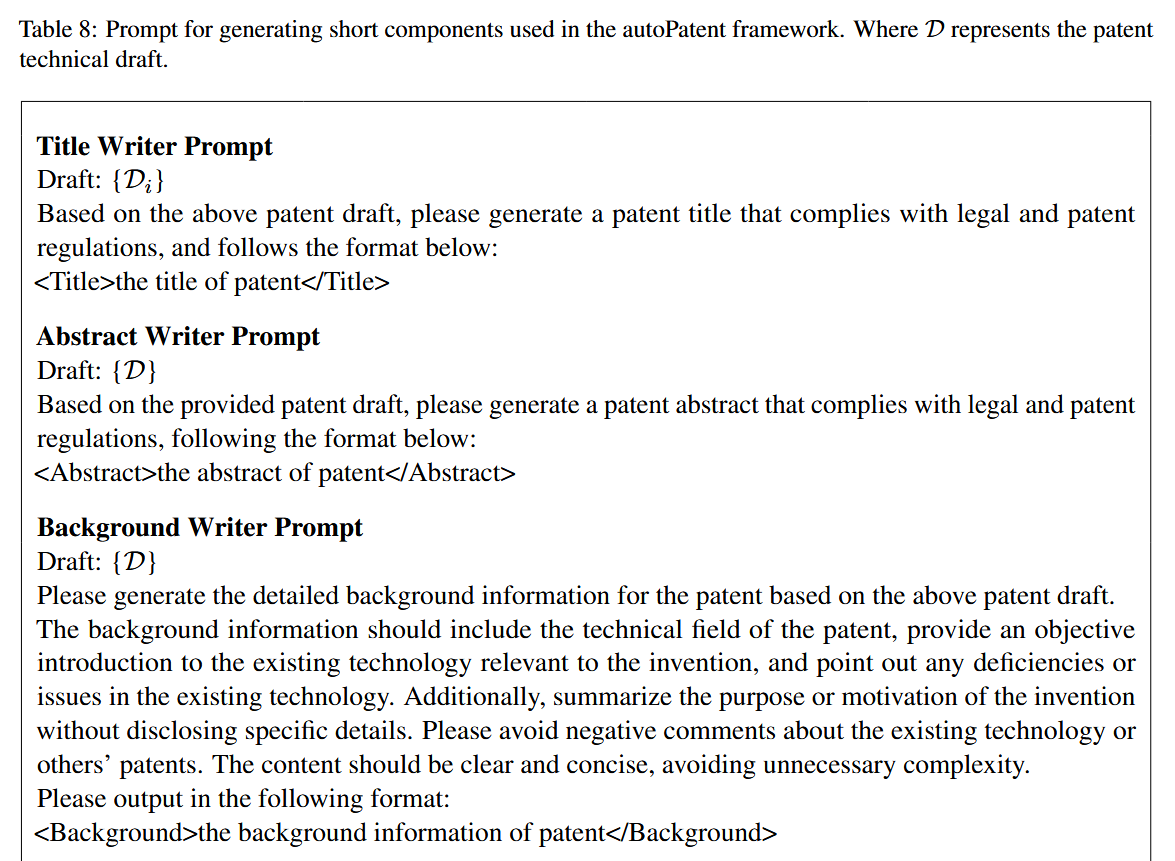 Table 8: Prompt for generating short components used in the autoPatent framework. Where 𝒟 represents the patent
technical draft.
Title Writer Prompt
Draft: {𝒟ᵢ}
Based on the above patent draft, please generate a patent title that complies with legal and patent
regulations, and follows the format below:
<Title>the title of patent</Title>
Abstract Writer Prompt
Draft: {𝒟}
Based on the provided patent draft, please generate a patent abstract that complies with legal and patent
regulations, following the format below:
<Abstract>the abstract of patent</Abstract>
Background Writer Prompt
Draft: {𝒟}
Please generate the detailed background information for the patent based on the above patent draft.
The background information should include the technical field of the patent, provide an objective
introduction to the existing technology relevant to the invention, and point out any deficiencies or
issues in the existing technology. Additionally, summarize the purpose or motivation of the invention
without disclosing specific details. Please avoid negative comments about the existing technology or
others’ patents. The content should be clear and concise, avoiding unnecessary complexity.
Please output in the following format:
<Background>the background information of patent</Background>